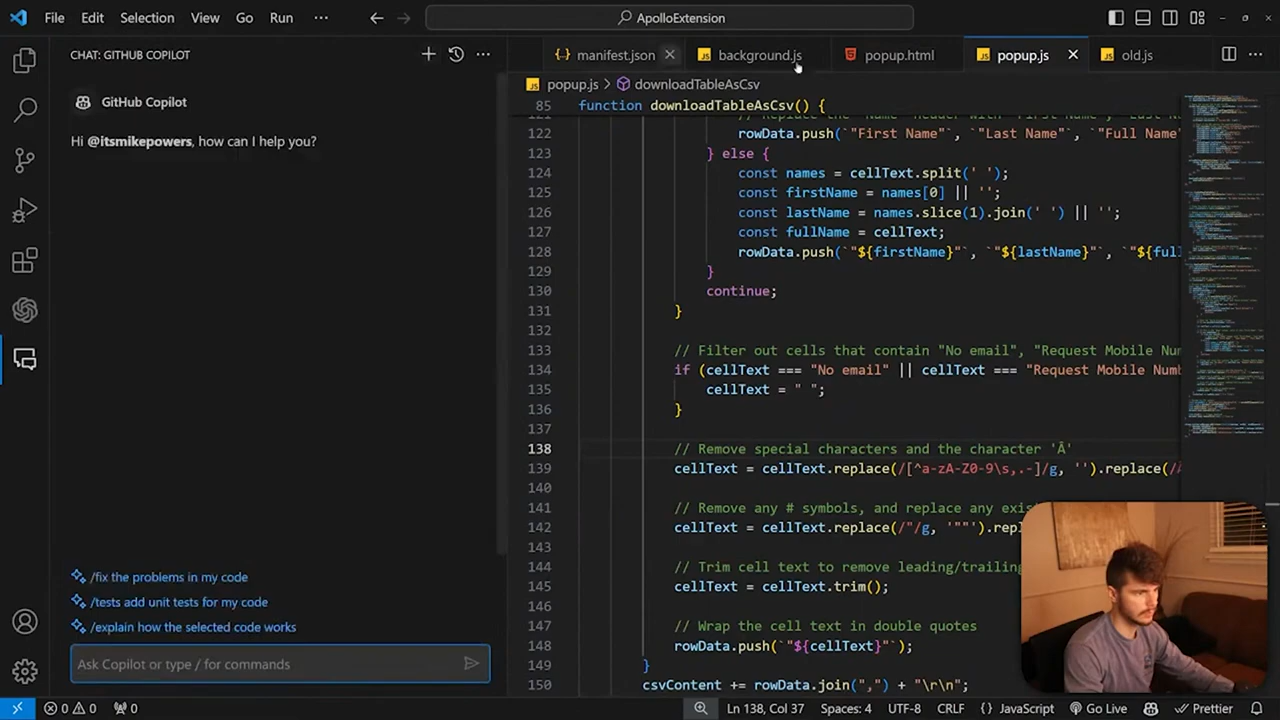 File Edit Selection View Go Run ··· ApolloExtension
CHAT: GITHUB COPILOT
GitHub Copilot
Hi @itsmikepowers, how can I help you?
/fix the problems in my code
/tests add unit tests for my code
/explain how the selected code works
Ask Copilot or type / for commands
manifest.json background.js popup.html popup.js old.js
popup.js > downloadTableAsCsv
85 function downloadTableAsCsv() {
122 rowData.push(`"First Name"`, `"Last Name"`, `"Full Name"
123 } else {
124 const names = cellText.split(' ');
125 const firstName = names[0] || '';
126 const lastName = names.slice(1).join(' ') || '';
127 const fullName = cellText;
128 rowData.push(`"${firstName}"`, `"${lastName}"`, `"${full
129 }
130 continue;
131 }
132
133 // Filter out cells that contain "No email", "Request Mobile Num
134 if (cellText === "No email" || cellText === "Request Mobile Numb
135 cellText = " ";
136 }
137
138 // Remove special characters and the character 'Â'
139 cellText = cellText.replace(/[^a-zA-Z0-9\s,.-]/g, '').replace(/Â
140
141 // Remove any # symbols, and replace any exis
142 cellText = cellText.replace(/"/g, '""').repl
143
144 // Trim cell text to remove leading/trailing
145 cellText = cellText.trim();
146
147 // Wrap the cell text in double quotes
148 rowData.push(`"${cellText}"`);
149 }
150 csvContent += rowData.join(",") + "\r\n";
0 0 0 Ln 138, Col 37 Spaces: 4 UTF-8 CRLF {} JavaScript Go Live Prettier